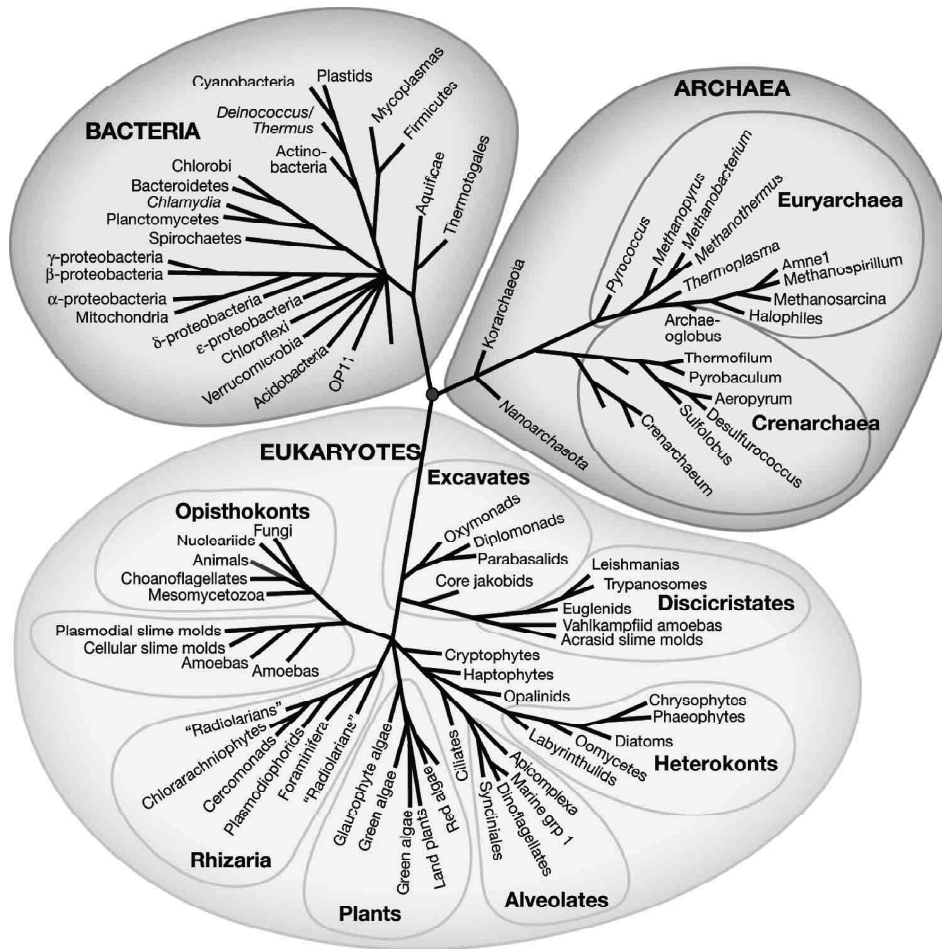 BACTERIA
Cyanobacteria
Plastids
Deinococcus/
Thermus
Actino-
bacteria
Mycoplasmas
Firmicutes
Aquificae
Thermotogales
Chlorobi
Bacteroidetes
Chlamydia
Planctomycetes
Spirochaetes
γ-proteobacteria
β-proteobacteria
α-proteobacteria
Mitochondria
δ-proteobacteria
ε-proteobacteria
Chloroflexi
Verrucomicrobia
Acidobacteria
OP11
ARCHAEA
Euryarchaea
Pyrococcus
Methanopyrus
Methanobacterium
Methanothermus
Thermoplasma
Amne1
Methanospirillum
Methanosarcina
Halophiles
Archae-
oglobus
Korarchaeota
Nanoarchaeota
Thermofilum
Pyrobaculum
Aeropyrum
Crenarchaea
Desulfurococcus
Sulfolobus
Crenarchaeum
EUKARYOTES
Excavates
Oxymonads
Diplomonads
Parabasalids
Core jakobids
Opisthokonts
Fungi
Nucleariids
Animals
Choanoflagellates
Mesomycetozoa
Leishmanias
Trypanosomes
Euglenids
Discicristates
Vahlkampfiid amoebas
Acrasid slime molds
Plasmodial slime molds
Cellular slime molds
Amoebas
Amoebas
Cryptophytes
Haptophytes
Opalinids
Chrysophytes
Phaeophytes
Diatoms
Oomycetes
Labyrinthulids
Heterokonts
"Radiolarians"
Chlorarachniophytes
Cercomonads
Plasmodiophorids
Foraminifera
"Radiolarians"
Rhizaria
Glaucophyte algae
Green algae
Green algae
Land plants
Red algae
Plants
Ciliates
Apicomplexa
Marine grp 1
Dinoflagellates
Synciniales
Alveolates